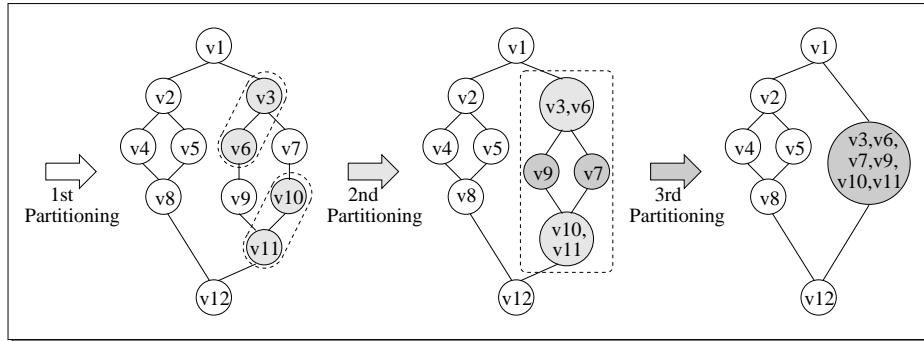 v1
v2
v3
v4
v5
v6
v7
v8
v9
v10
v11
v12
1st
Partitioning
v1
v2
v3,v6
v4
v5
v9
v7
v8
v10,
v11
v12
2nd
Partitioning
v1
v2
v4
v5
v3,v6,
v7,v9,
v10,v11
v8
v12
3rd
Partitioning